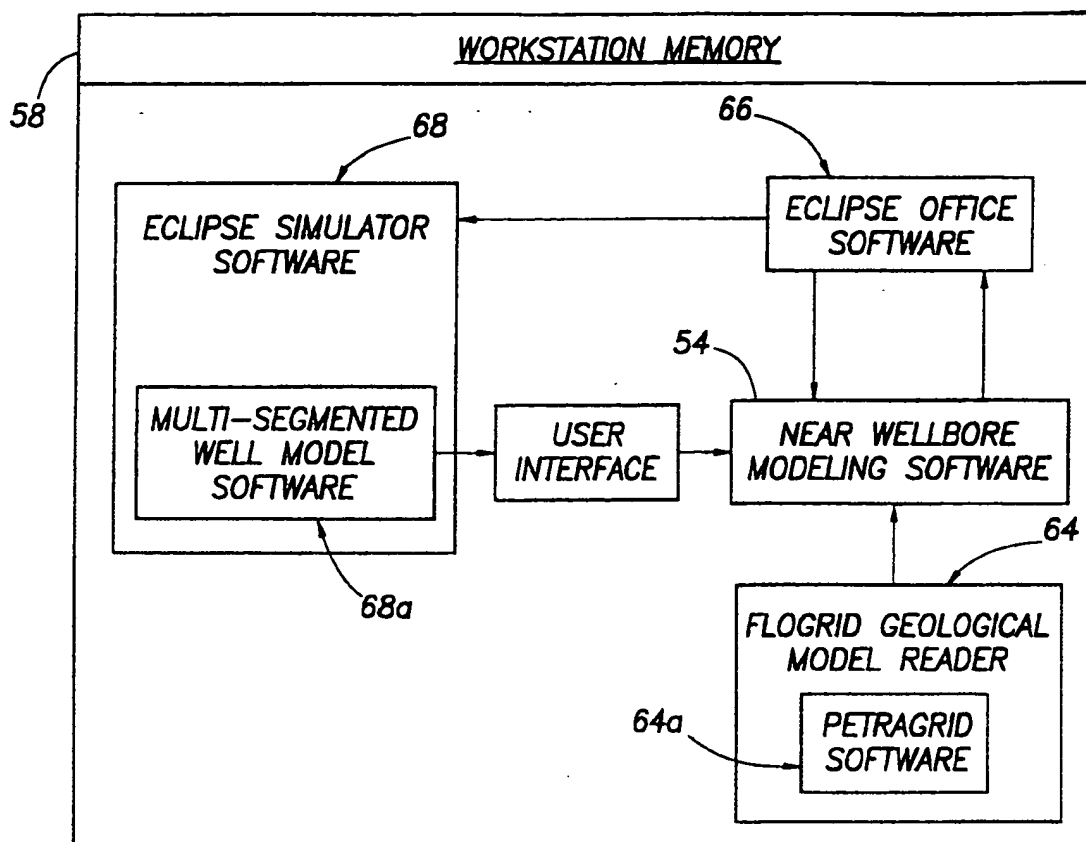 WORKSTATION MEMORY
58
68
66
ECLIPSE SIMULATOR
SOFTWARE
ECLIPSE OFFICE
SOFTWARE
54
MULTI-SEGMENTED
WELL MODEL
SOFTWARE
USER
INTERFACE
NEAR WELLBORE
MODELING SOFTWARE
68a
64
FLOGRID GEOLOGICAL
MODEL READER
64a
PETRAGRID
SOFTWARE